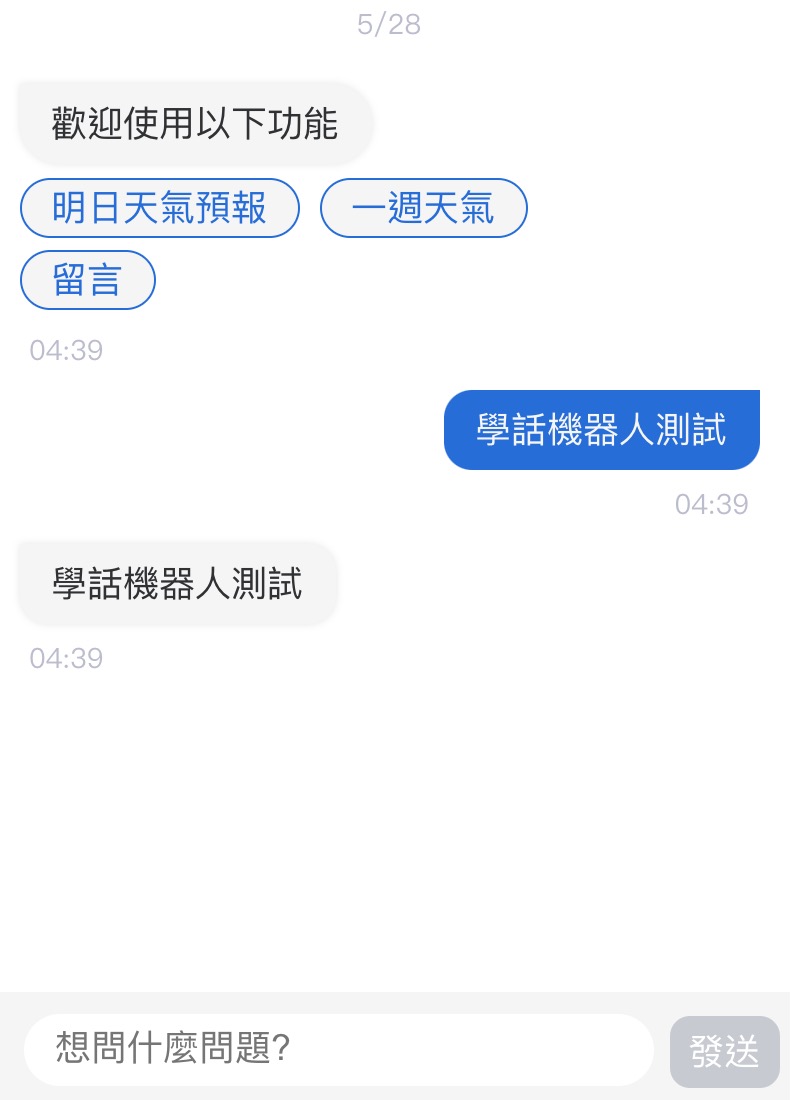 5/28
歡迎使用以下功能
明日天氣預報 一週天氣
留言
04:39
學話機器人測試
04:39
學話機器人測試
04:39
想問什麼問題?
發送